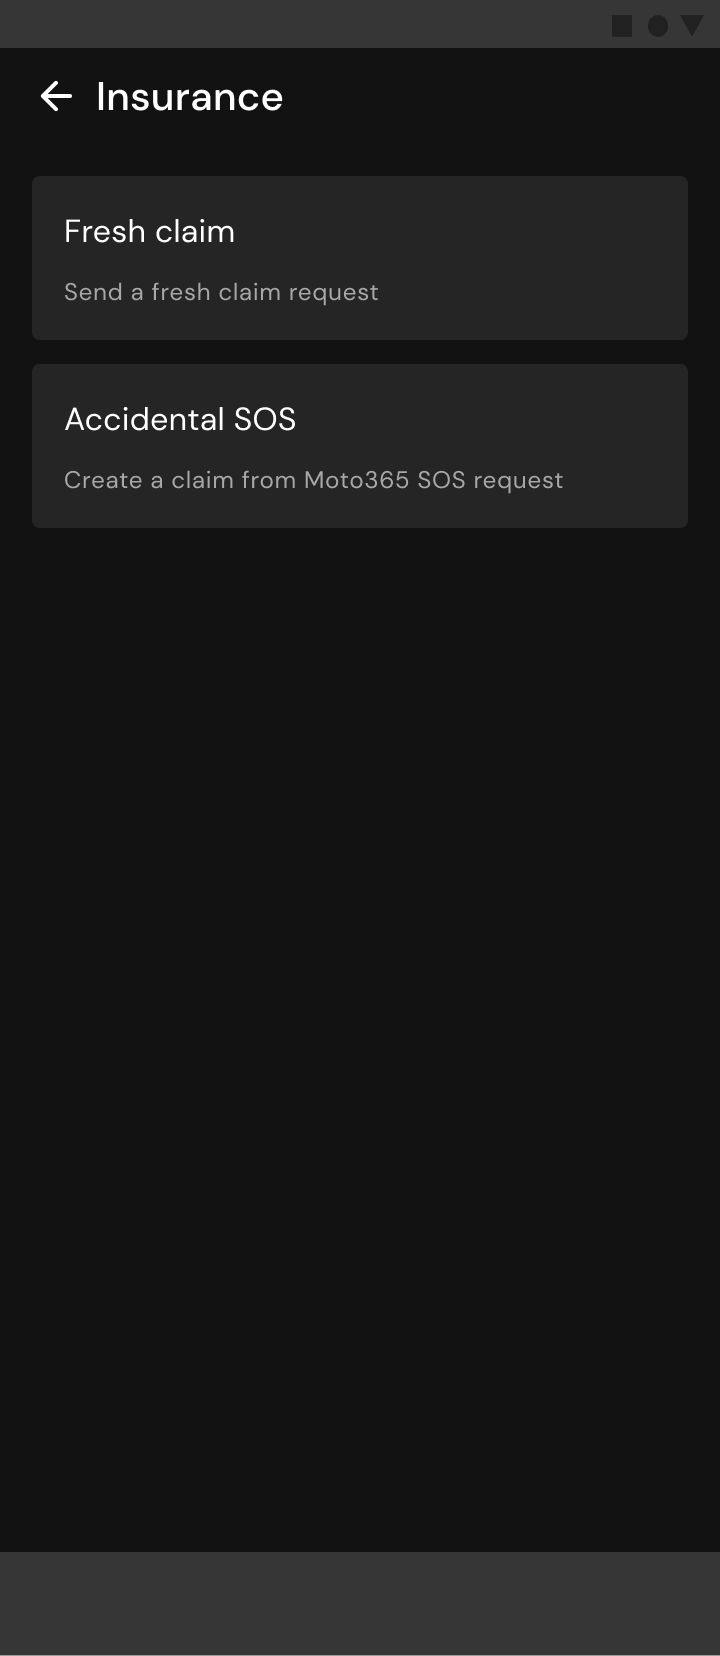 Insurance
Fresh claim
Send a fresh claim request
Accidental SOS
Create a claim from Moto365 SOS request